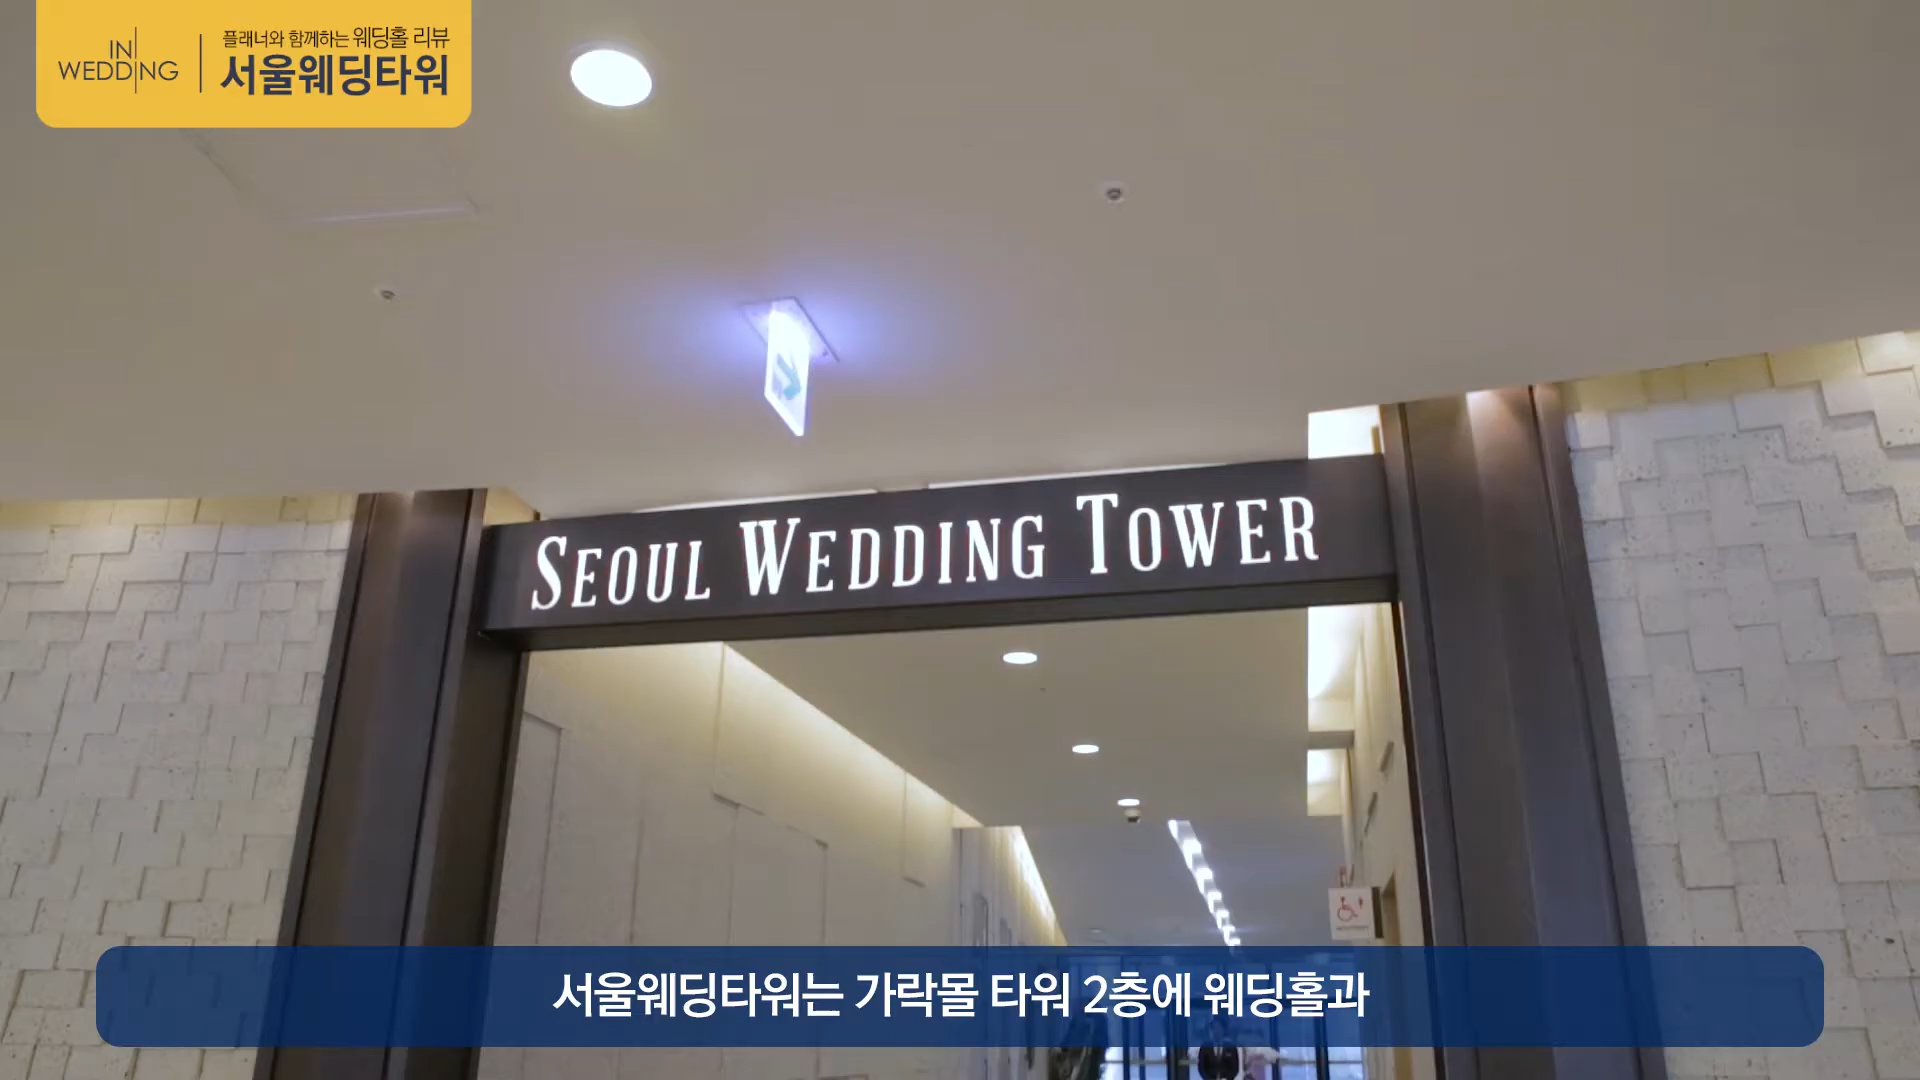 IN
WEDDING
플래너와 함께하는 웨딩홀 리뷰
서울웨딩타워
SEOUL WEDDING TOWER
서울웨딩타워는 가락몰 타워 2층에 웨딩홀과